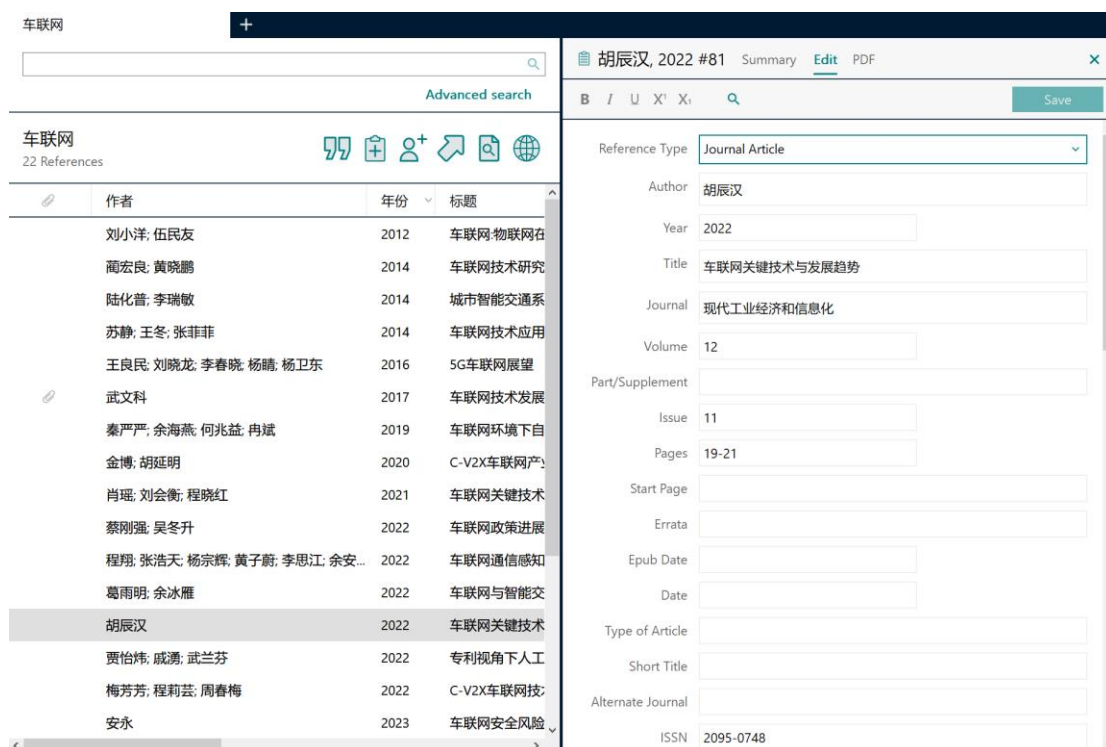 车联网 +
Advanced search
车联网
22 References
作者 年份 标题
刘小洋; 伍民友 2012 车联网:物联网在
蔺宏良; 黄晓鹏 2014 车联网技术研究
陆化普; 李瑞敏 2014 城市智能交通系
苏静; 王冬; 张菲菲 2014 车联网技术应用
王良民; 刘晓龙; 李春晓; 杨睛; 杨卫东 2016 5G车联网展望
武文科 2017 车联网技术发展
秦严严; 余海燕; 何兆益; 冉斌 2019 车联网环境下自
金博; 胡延明 2020 C-V2X车联网产业
肖瑶; 刘会衡; 程晓红 2021 车联网关键技术
蔡刚强; 吴冬升 2022 车联网政策进展
程翔; 张浩天; 杨宗辉; 黄子蔚; 李思江; 余安... 2022 车联网通信感知
葛雨明; 余冰雁 2022 车联网与智能交
胡辰汉 2022 车联网关键技术
贾怡炜; 戚湧; 武兰芬 2022 专利视角下人工
梅芳芳; 程莉芸; 周春梅 2022 C-V2X车联网技术
安永 2023 车联网安全风险
胡辰汉, 2022 #81 Summary Edit PDF
B I U X¹ X₁ Save
Reference Type Journal Article
Author 胡辰汉
Year 2022
Title 车联网关键技术与发展趋势
Journal 现代工业经济和信息化
Volume 12
Part/Supplement
Issue 11
Pages 19-21
Start Page
Errata
Epub Date
Date
Type of Article
Short Title
Alternate Journal
ISSN 2095-0748